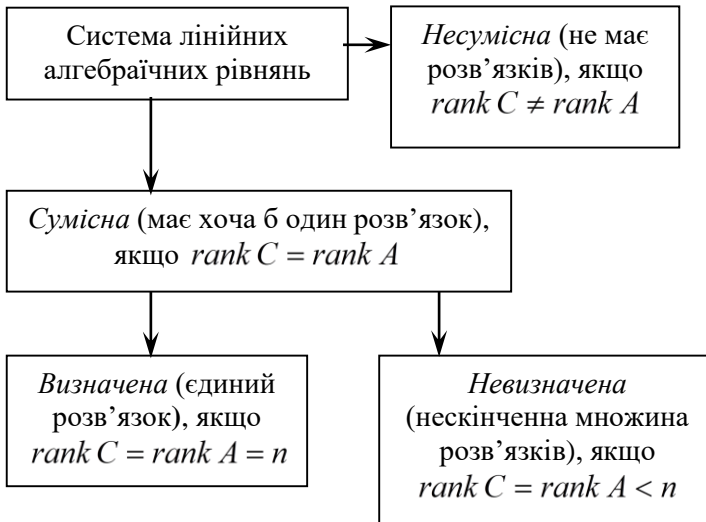 Система лінійних
алгебраїчних рівнянь
Несумісна (не має
розв’язків), якщо
rank C ≠ rank A
Сумісна (має хоча б один розв’язок),
якщо rank C = rank A
Визначена (єдиний
розв’язок), якщо
rank C = rank A = n
Невизначена
(нескінченна множина
розв’язків), якщо
rank C = rank A < n